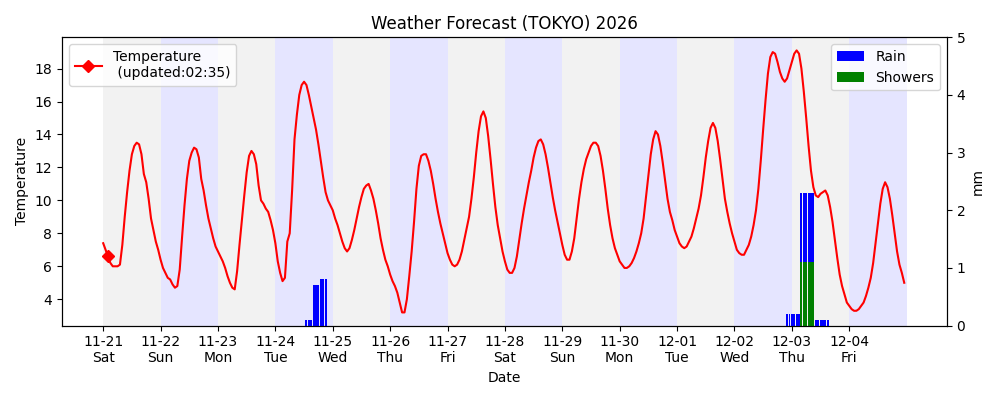 Weather Forecast (TOKYO) 2026
Temperature
(updated:02:35)
Rain
Showers
Temperature
18
16
14
12
10
8
6
4
5
4
3
2
1
0
mm
11-21 11-22 11-23 11-24 11-25 11-26 11-27 11-28 11-29 11-30 12-01 12-02 12-03 12-04
Sat Sun Mon Tue Wed Thu Fri Sat Sun Mon Tue Wed Thu Fri
Date